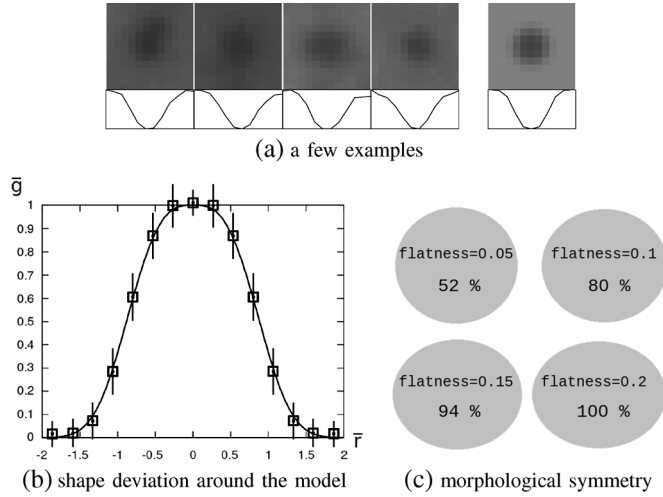 (a) a few examples
g̅
1
0.9
0.8
0.7
0.6
0.5
0.4
0.3
0.2
0.1
0
-2 -1.5 -1 -0.5 0 0.5 1 1.5 2
r̅
(b) shape deviation around the model
flatness=0.05
52 %
flatness=0.1
80 %
flatness=0.15
94 %
flatness=0.2
100 %
(c) morphological symmetry